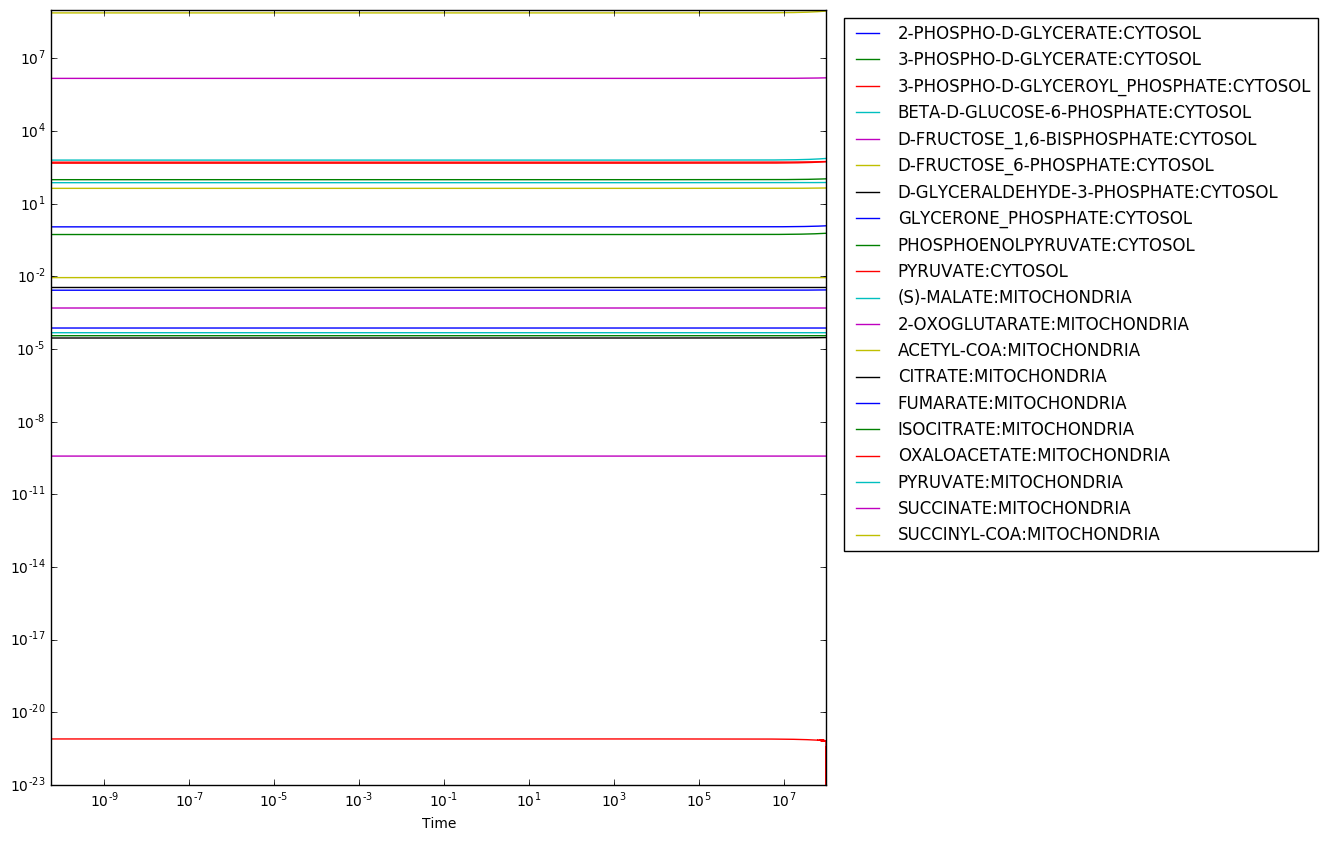 10^7
10^4
10^1
10^-2
10^-5
10^-8
10^-11
10^-14
10^-17
10^-20
10^-23
10^-9
10^-7
10^-5
10^-3
10^-1
10^1
10^3
10^5
10^7
Time
2-PHOSPHO-D-GLYCERATE:CYTOSOL
3-PHOSPHO-D-GLYCERATE:CYTOSOL
3-PHOSPHO-D-GLYCEROYL_PHOSPHATE:CYTOSOL
BETA-D-GLUCOSE-6-PHOSPHATE:CYTOSOL
D-FRUCTOSE_1,6-BISPHOSPHATE:CYTOSOL
D-FRUCTOSE_6-PHOSPHATE:CYTOSOL
D-GLYCERALDEHYDE-3-PHOSPHATE:CYTOSOL
GLYCERONE_PHOSPHATE:CYTOSOL
PHOSPHOENOLPYRUVATE:CYTOSOL
PYRUVATE:CYTOSOL
(S)-MALATE:MITOCHONDRIA
2-OXOGLUTARATE:MITOCHONDRIA
ACETYL-COA:MITOCHONDRIA
CITRATE:MITOCHONDRIA
FUMARATE:MITOCHONDRIA
ISOCITRATE:MITOCHONDRIA
OXALOACETATE:MITOCHONDRIA
PYRUVATE:MITOCHONDRIA
SUCCINATE:MITOCHONDRIA
SUCCINYL-COA:MITOCHONDRIA